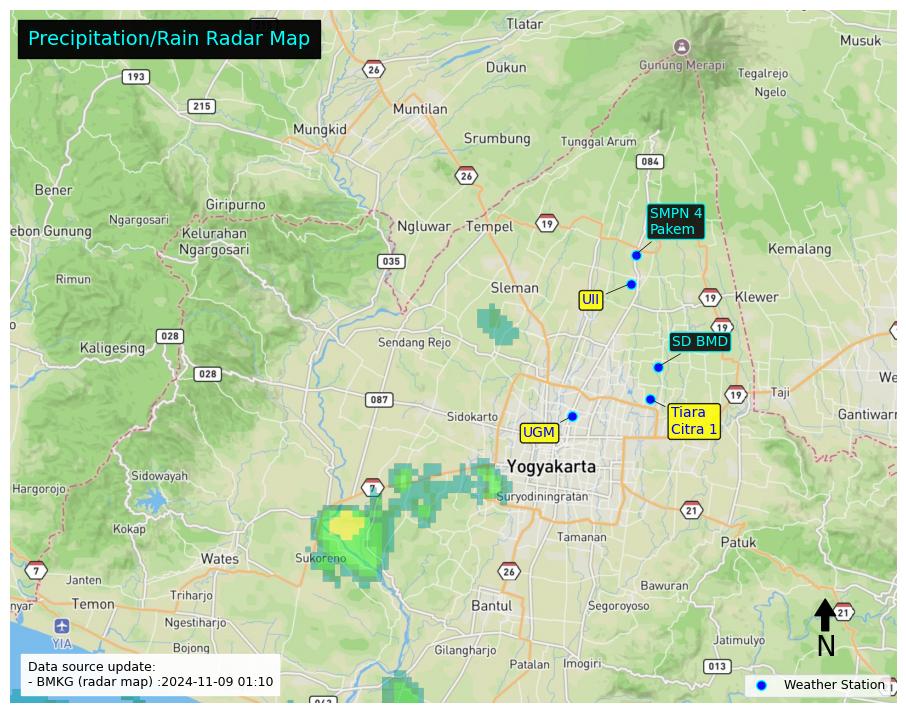 Precipitation/Rain Radar Map
Tlatar
Musuk
26
Dukun
Gunung Merapi
Tegalrejo
193
Ngelo
215
Muntilan
Mungkid
Srumbung
Tunggal Arum
084
26
Bener
Giripurno
SMPN 4
Pakem
Ngargosari
ebon Gunung
Kelurahan
Ngargosari
Ngluwar
Tempel
19
Kemalang
035
Rimun
UII
Sleman
19
Klewer
028
Kaligesing
Sendang Rejo
19
SD BMD
028
087
Sidokarto
19
Taji
We
Tiara
Citra 1
Gantiwarn
UGM
Yogyakarta
Sidowayah
Hargorojo
7
Suryodiningratan
21
Kokap
Tamanan
Patuk
Wates
Sukoreno
7
Janten
26
Bawuran
Triharjo
nyar
Temon
Bantul
Segoroyoso
21
YIA
Ngestiharjo
N
Bojong
Gilangharjo
Jatimulyo
Patalan
Imogiri
013
Data source update:
- BMKG (radar map) :2024-11-09 01:10
Weather Station